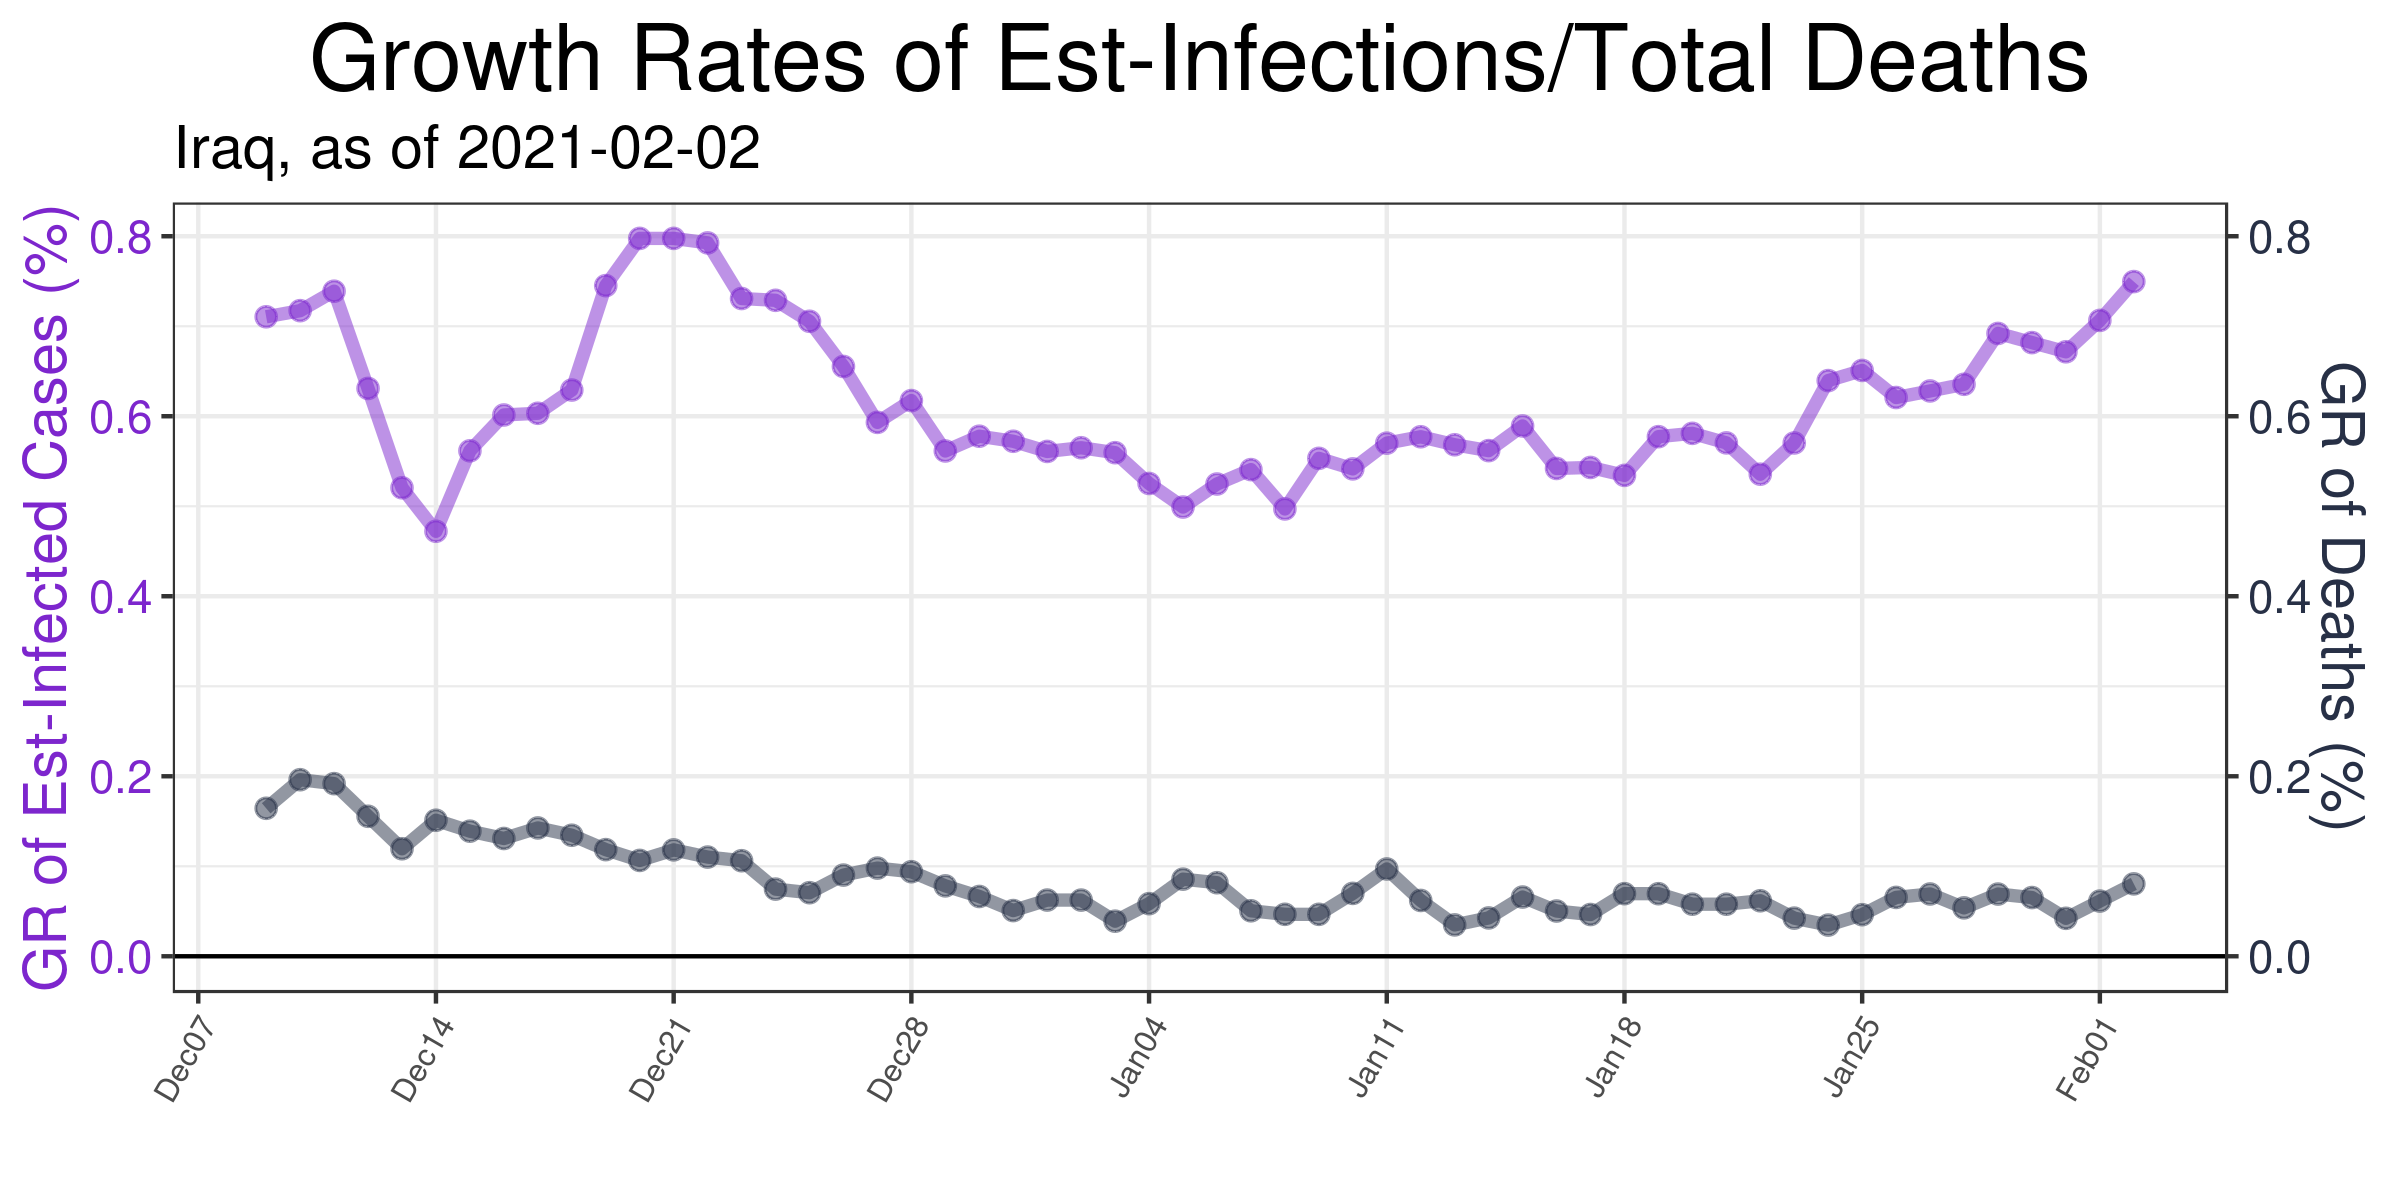 Growth Rates of Est-Infections/Total Deaths
Iraq, as of 2021-02-02
GR of Est-Infected Cases (%)
0.8
0.6
0.4
0.2
0.0
0.8
0.6
0.4
0.2
0.0
GR of Deaths (%)
Dec07
Dec14
Dec21
Dec28
Jan04
Jan11
Jan18
Jan25
Feb01